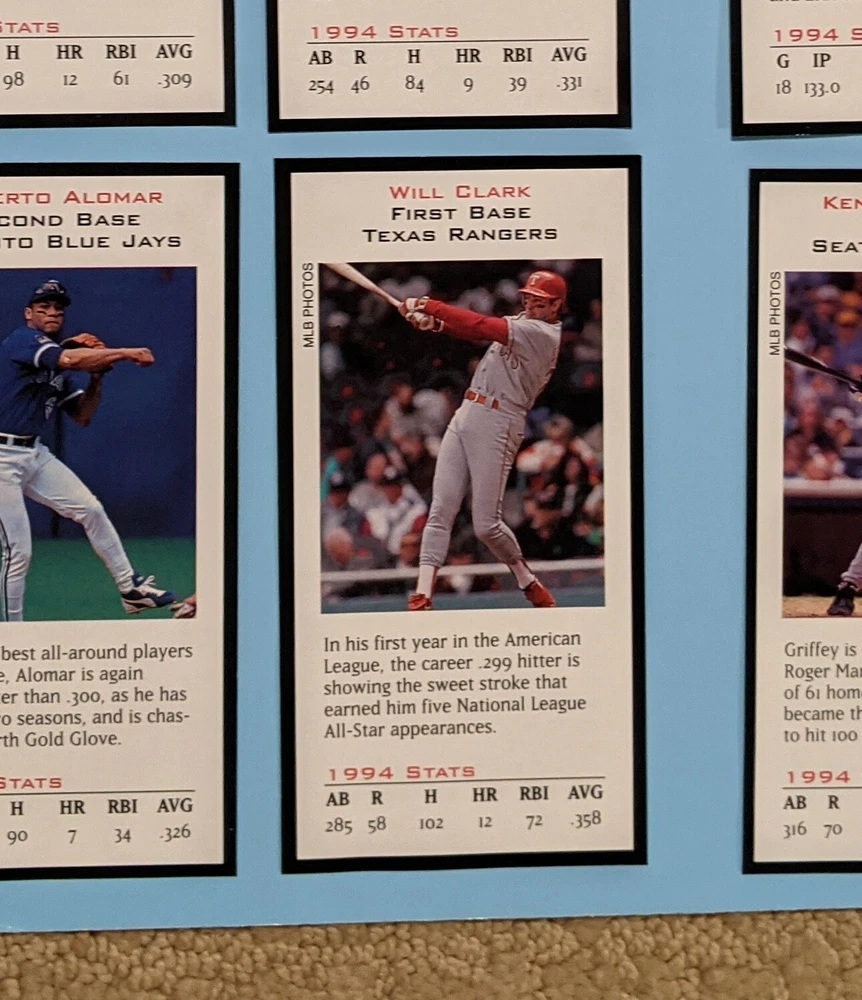 STATS
H HR RBI AVG
98 12 61 .309
1994 STATS
AB R H HR RBI AVG
254 46 84 9 39 .331
1994 S
G IP
18 133.0
ERTO ALOMAR
COND BASE
TO BLUE JAYS
best all-around players
, Alomar is again
er than .300, as he has
o seasons, and is chas-
rth Gold Glove.
STATS
H HR RBI AVG
90 7 34 .326
WILL CLARK
FIRST BASE
TEXAS RANGERS
MLB PHOTOS
T
In his first year in the American
League, the career .299 hitter is
showing the sweet stroke that
earned him five National League
All-Star appearances.
1994 STATS
AB R H HR RBI AVG
285 58 102 12 72 .358
KEN
SEAT
MLB PHOTOS
Griffey is
Roger Mar
of 61 hom
became th
to hit 100
1994
AB R
316 70